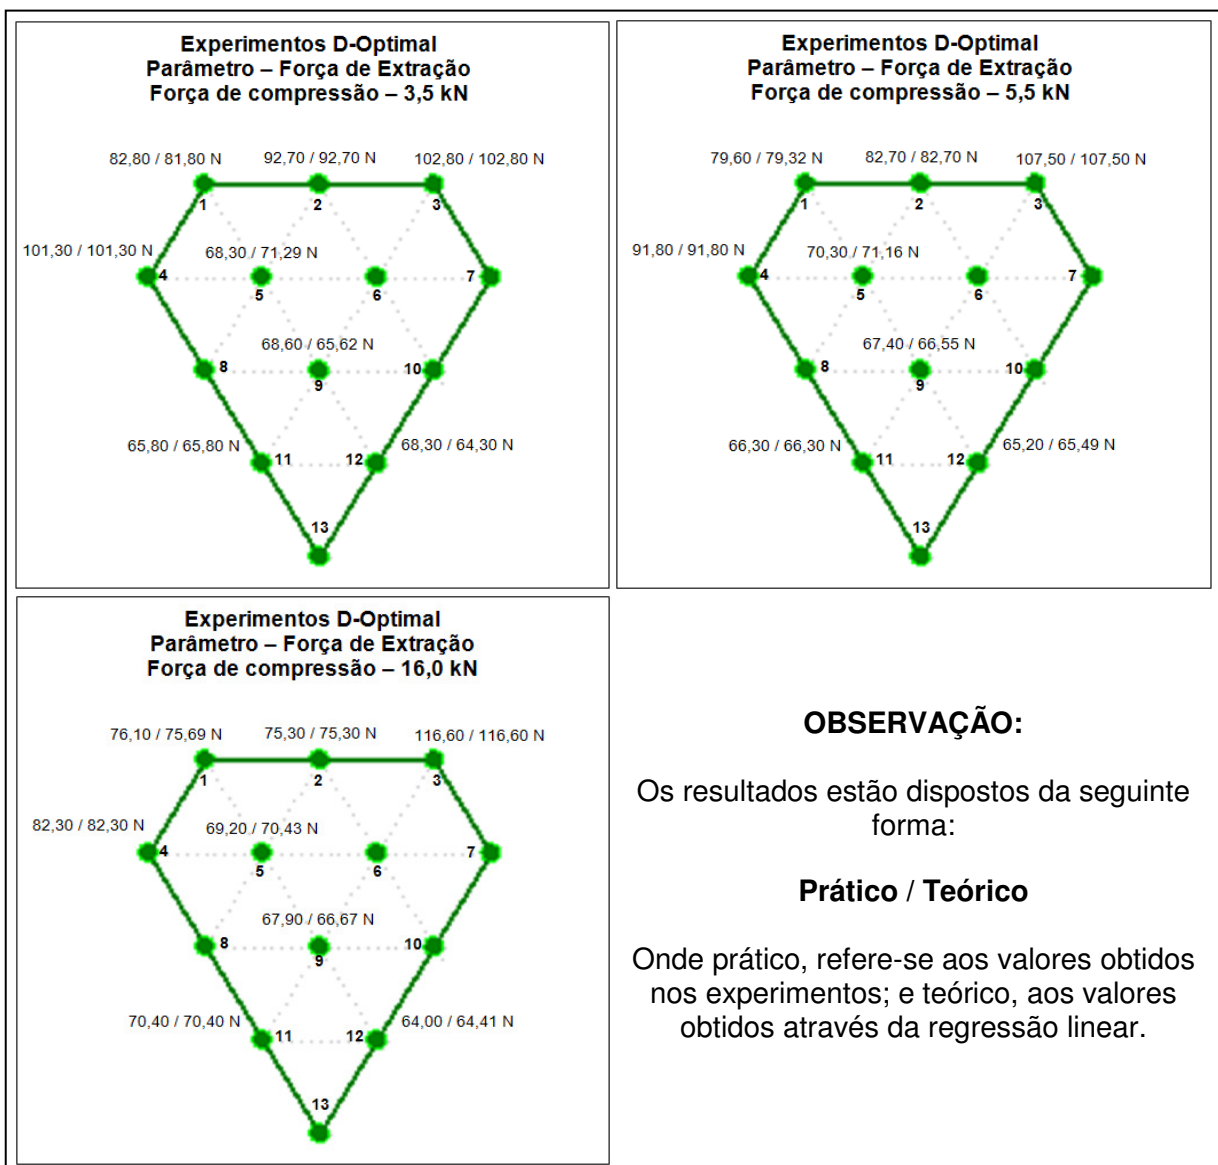 Experimentos D-Optimal
Parâmetro – Força de Extração
Força de compressão – 3,5 kN
82,80 / 81,80 N
92,70 / 92,70 N
102,80 / 102,80 N
1
2
3
101,30 / 101,30 N
68,30 / 71,29 N
4
5
6
7
68,60 / 65,62 N
8
9
10
65,80 / 65,80 N
68,30 / 64,30 N
11
12
13
Experimentos D-Optimal
Parâmetro – Força de Extração
Força de compressão – 5,5 kN
79,60 / 79,32 N
82,70 / 82,70 N
107,50 / 107,50 N
1
2
3
91,80 / 91,80 N
70,30 / 71,16 N
4
5
6
7
67,40 / 66,55 N
8
9
10
66,30 / 66,30 N
65,20 / 65,49 N
11
12
13
Experimentos D-Optimal
Parâmetro – Força de Extração
Força de compressão – 16,0 kN
76,10 / 75,69 N
75,30 / 75,30 N
116,60 / 116,60 N
1
2
3
82,30 / 82,30 N
69,20 / 70,43 N
4
5
6
7
67,90 / 66,67 N
8
9
10
70,40 / 70,40 N
64,00 / 64,41 N
11
12
13
OBSERVAÇÃO:
Os resultados estão dispostos da seguinte
forma:
Prático / Teórico
Onde prático, refere-se aos valores obtidos
nos experimentos; e teórico, aos valores
obtidos através da regressão linear.